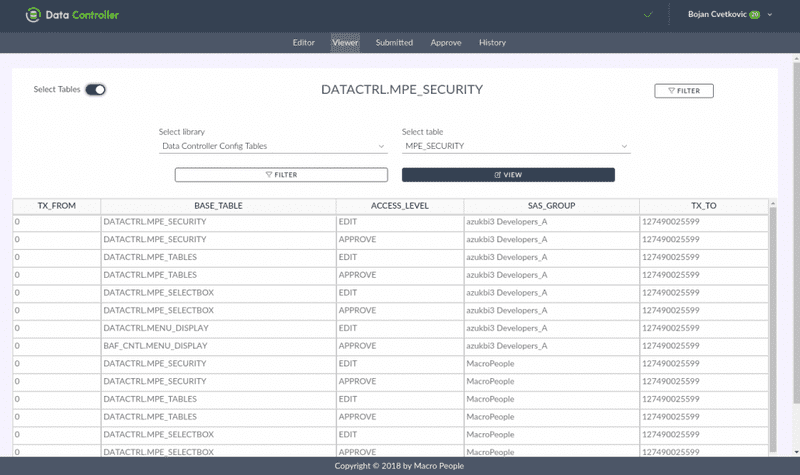 Data Controller
Bojan Cvetkovic
Editor Viewer Submitted Approve History
Select Tables DATACTRL.MPE_SECURITY FILTER
Select library Select table
Data Controller Config Tables MPE_SECURITY
FILTER VIEW
TX_FROM BASE_TABLE ACCESS_LEVEL SAS_GROUP TX_TO
0 DATACTRL.MPE_SECURITY EDIT azukbi3 Developers_A 127490025599
0 DATACTRL.MPE_SECURITY APPROVE azukbi3 Developers_A 127490025599
0 DATACTRL.MPE_TABLES EDIT azukbi3 Developers_A 127490025599
0 DATACTRL.MPE_TABLES APPROVE azukbi3 Developers_A 127490025599
0 DATACTRL.MPE_SELECTBOX EDIT azukbi3 Developers_A 127490025599
0 DATACTRL.MPE_SELECTBOX APPROVE azukbi3 Developers_A 127490025599
0 DATACTRL.MENU_DISPLAY EDIT azukbi3 Developers_A 127490025599
0 BAF_CNTL.MENU_DISPLAY APPROVE azukbi3 Developers_A 127490025599
0 DATACTRL.MPE_SECURITY EDIT MacroPeople 127490025599
0 DATACTRL.MPE_SECURITY APPROVE MacroPeople 127490025599
0 DATACTRL.MPE_TABLES EDIT MacroPeople 127490025599
0 DATACTRL.MPE_TABLES APPROVE MacroPeople 127490025599
0 DATACTRL.MPE_SELECTBOX EDIT MacroPeople 127490025599
0 DATACTRL.MPE_SELECTBOX APPROVE MacroPeople 127490025599
Copyright © 2018 by Macro People